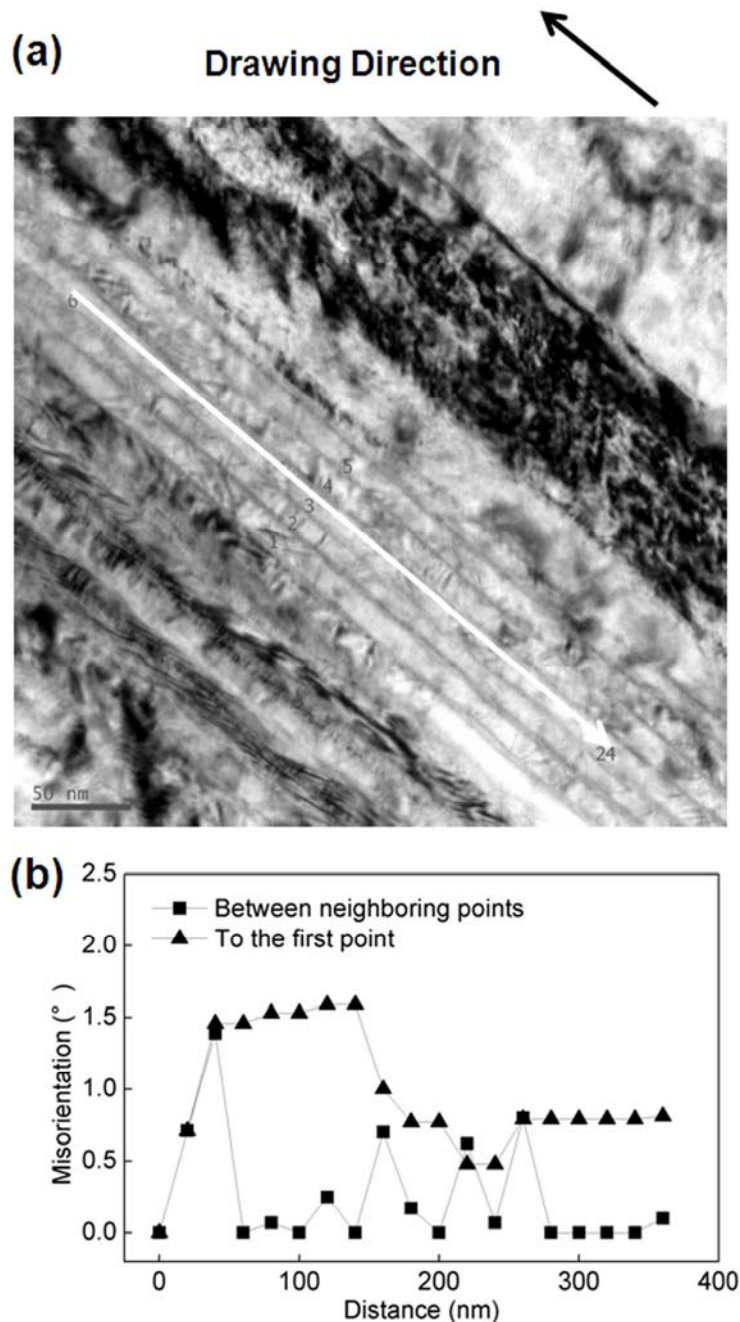 (a)
Drawing Direction
6
5
4
3
2
1
24
50 nm
(b)
2.5
2.0
1.5
1.0
0.5
0.0
Misorientation (°)
Between neighboring points
To the first point
0
100
200
300
400
Distance (nm)